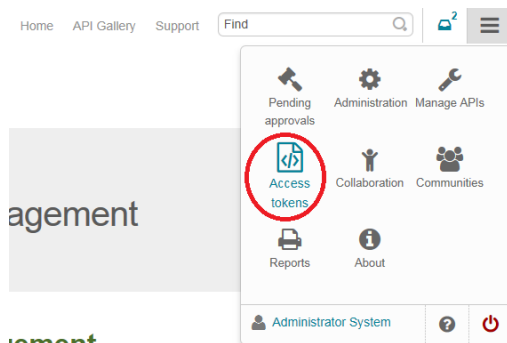 Home API Gallery Support Find 2
Pending
approvals
Administration
Manage APIs
Access
tokens
Collaboration
Communities
agement
Reports
About
Administrator System